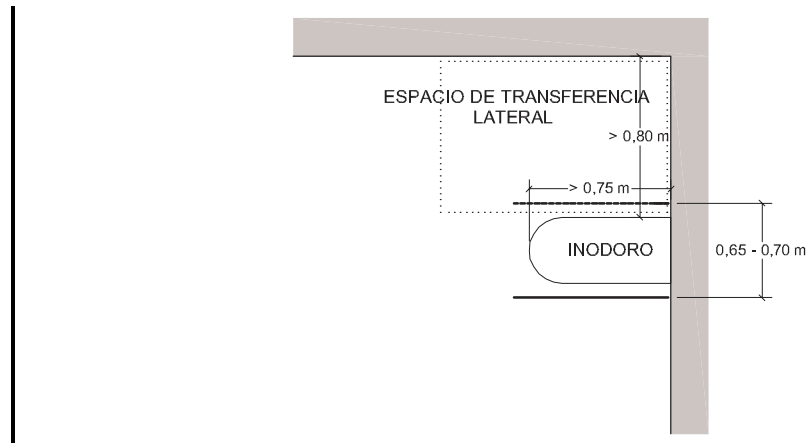 ESPACIO DE TRANSFERENCIA
LATERAL
> 0,80 m
> 0,75 m
INODORO
0,65 - 0,70 m